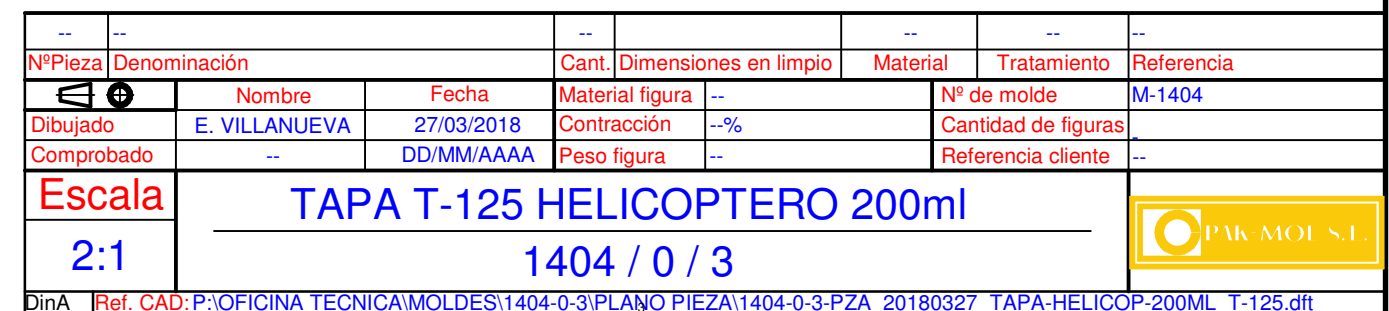 -- -- -- -- -- --
NºPieza Denominación Cant. Dimensiones en limpio Material Tratamiento Referencia
Nombre Fecha Material figura -- Nº de molde M-1404
Dibujado E. VILLANUEVA 27/03/2018 Contracción --% Cantidad de figuras _
Comprobado -- DD/MM/AAAA Peso figura -- Referencia cliente --
Escala TAPA T-125 HELICOPTERO 200ml
PAK-MOL S.L.
2:1 1404 / 0 / 3
DinA Ref. CAD: P:\OFICINA TECNICA\MOLDES\1404-0-3\PLANO PIEZA\1404-0-3-PZA_20180327_TAPA-HELICOP-200ML_T-125.dft